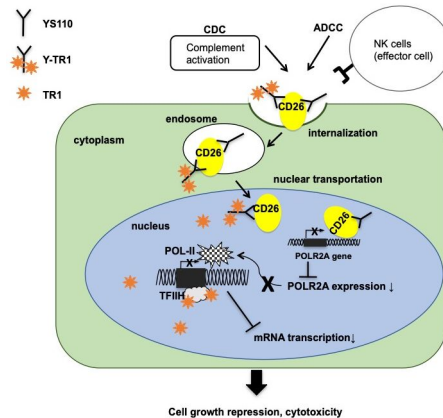 YS110
Y-TR1
TR1
CDC
Complement
activation
ADCC
NK cells
(effector cell)
CD26
internalization
endosome
cytoplasm
CD26
nuclear transportation
nucleus
CD26
CD26
X
POLR2A gene
POL-II
X
TFIIH
X
POLR2A expression ↓
mRNA transcription↓
Cell growth repression, cytotoxicity